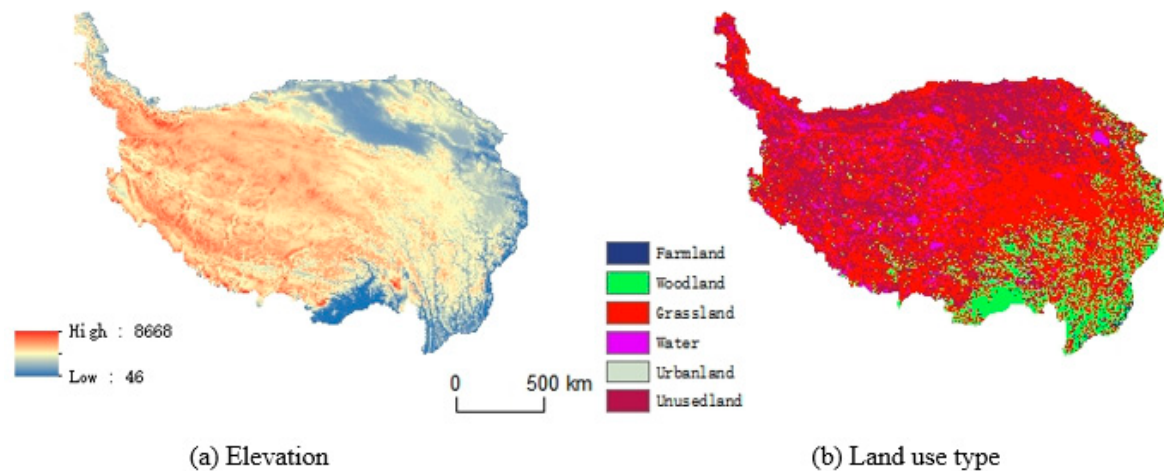 High : 8668
Low : 46
0 500 km
Farmland
Woodland
Grassland
Water
Urbanland
Unusedland
(a) Elevation
(b) Land use type